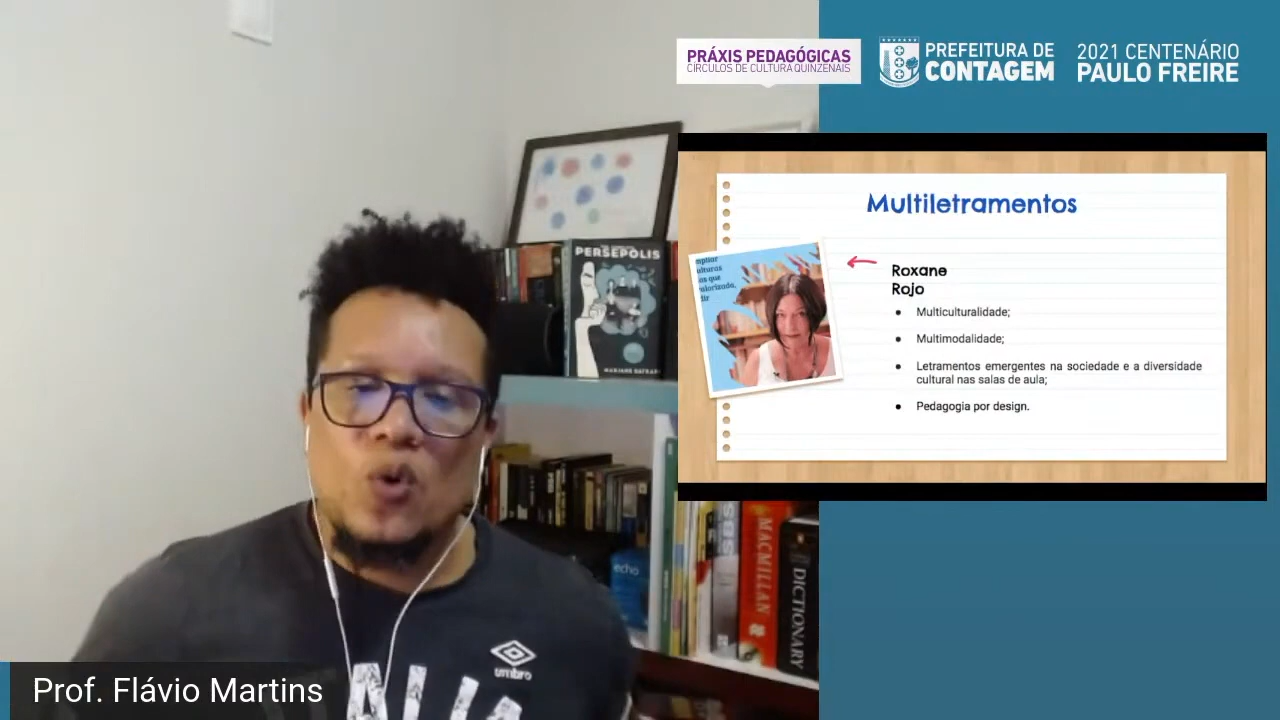 PRÁXIS PEDAGÓGICAS
CÍRCULOS DE CULTURA QUINZENAIS
PREFEITURA DE
CONTAGEM
2021 CENTENÁRIO
PAULO FREIRE
Multiletramentos
Roxane
Rojo
Multiculturalidade;
Multimodalidade;
Letramentos emergentes na sociedade e a diversidade
cultural nas salas de aula;
Pedagogia por design.
PERSEPOLIS
echo
MACMILLAN
DICTIONARY
umbro
Prof. Flávio Martins